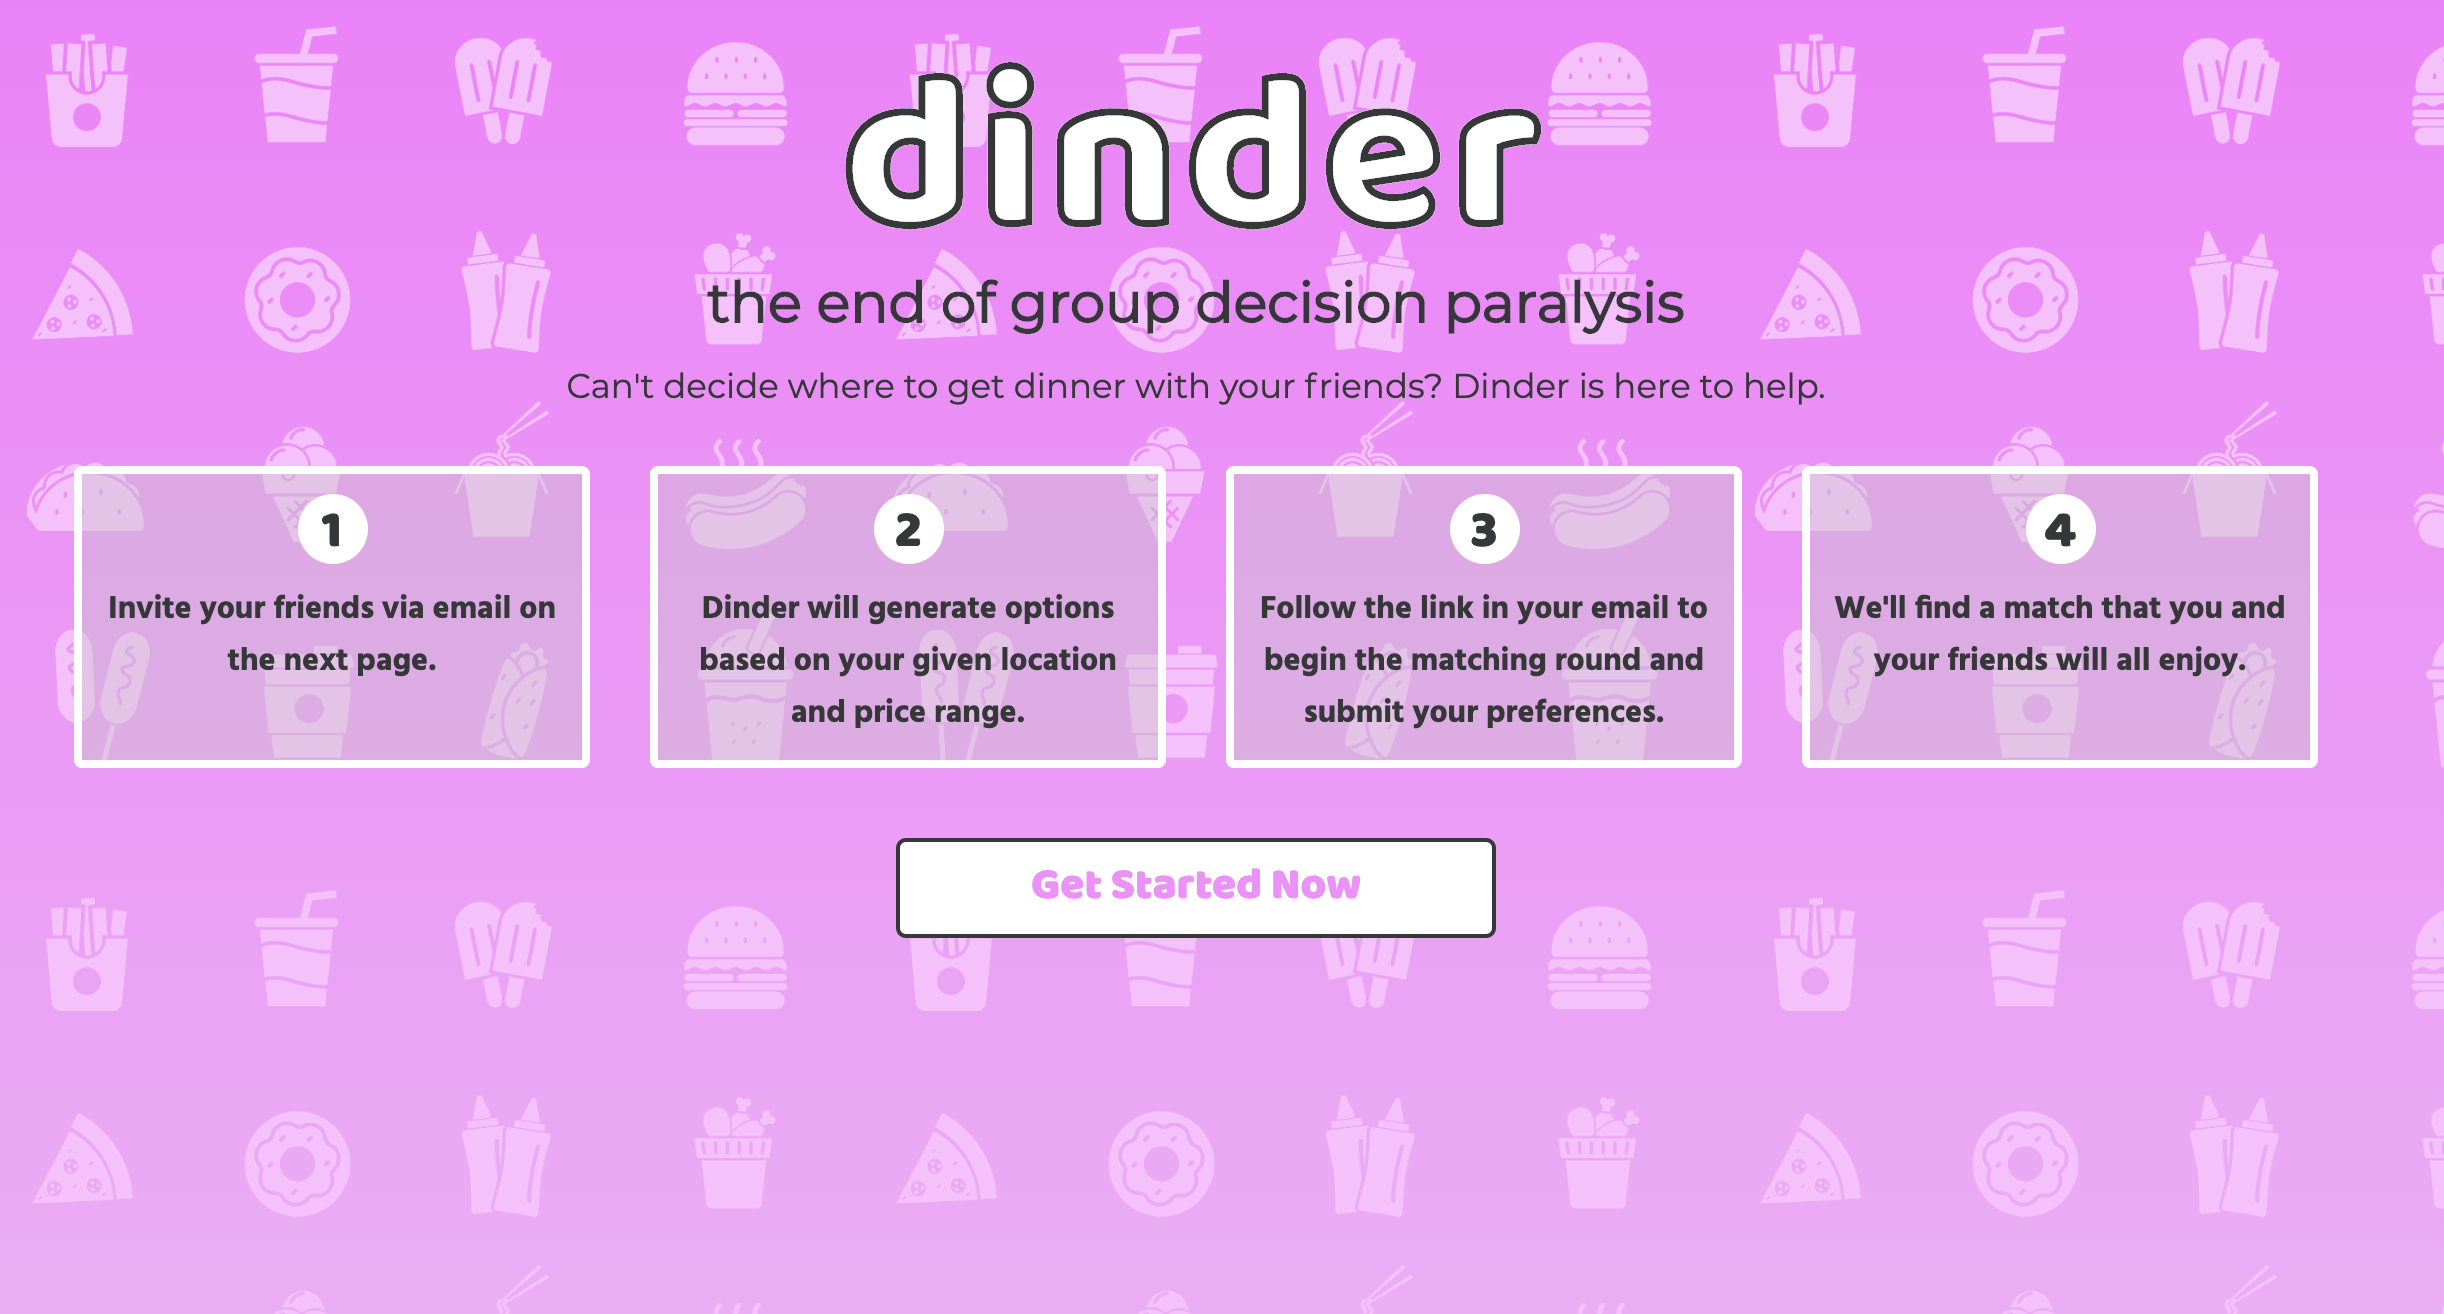 dinder
the end of group decision paralysis
Can't decide where to get dinner with your friends? Dinder is here to help.
1
Invite your friends via email on
the next page.
2
Dinder will generate options
based on your given location
and price range.
3
Follow the link in your email to
begin the matching round and
submit your preferences.
4
We'll find a match that you and
your friends will all enjoy.
Get Started Now